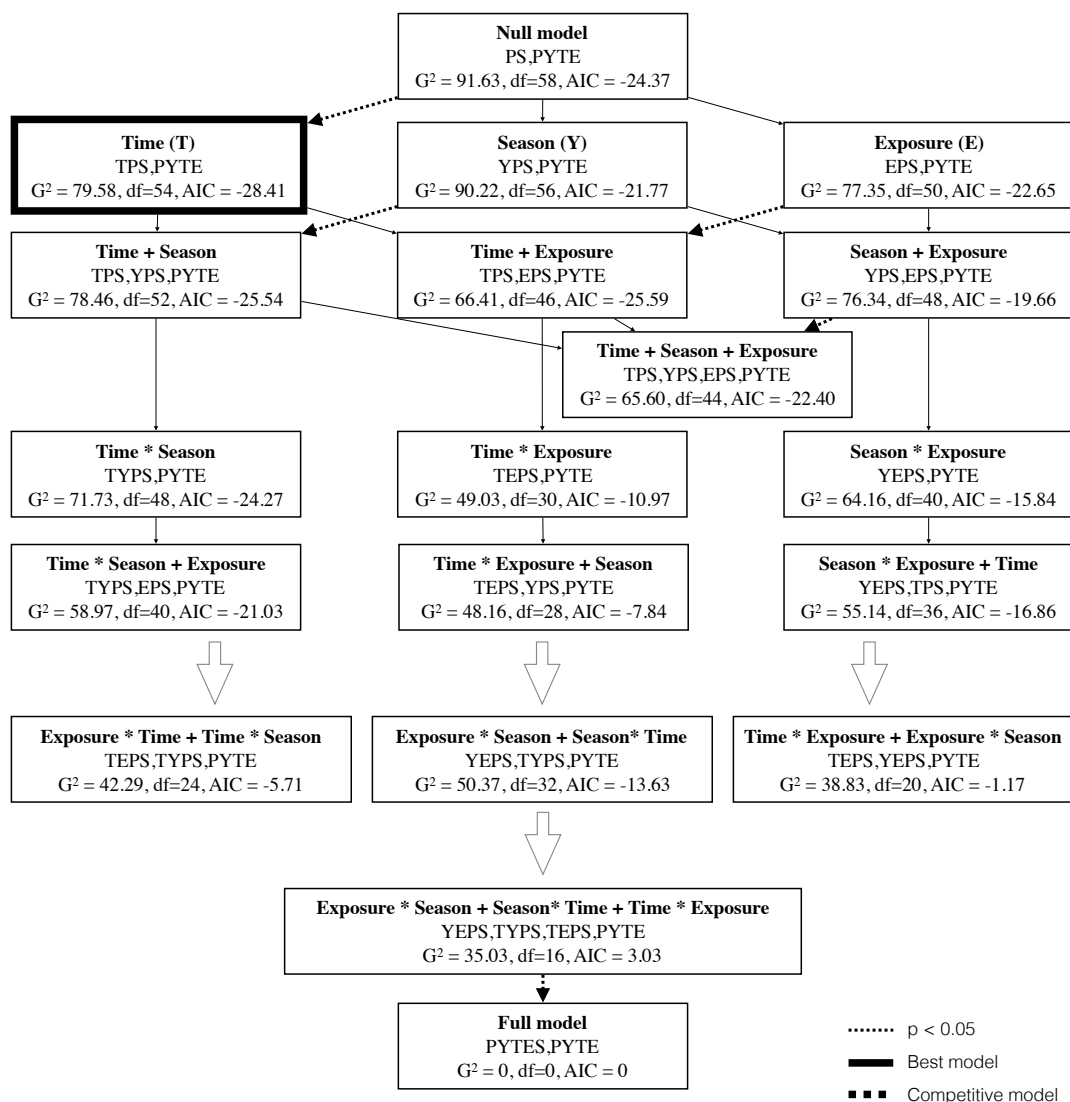 Null model
PS,PYTE
G² = 91.63, df=58, AIC = -24.37
Time (T)
TPS,PYTE
G² = 79.58, df=54, AIC = -28.41
Season (Y)
YPS,PYTE
G² = 90.22, df=56, AIC = -21.77
Exposure (E)
EPS,PYTE
G² = 77.35, df=50, AIC = -22.65
Time + Season
TPS,YPS,PYTE
G² = 78.46, df=52, AIC = -25.54
Time + Exposure
TPS,EPS,PYTE
G² = 66.41, df=46, AIC = -25.59
Season + Exposure
YPS,EPS,PYTE
G² = 76.34, df=48, AIC = -19.66
Time + Season + Exposure
TPS,YPS,EPS,PYTE
G² = 65.60, df=44, AIC = -22.40
Time * Season
TYPS,PYTE
G² = 71.73, df=48, AIC = -24.27
Time * Exposure
TEPS,PYTE
G² = 49.03, df=30, AIC = -10.97
Season * Exposure
YEPS,PYTE
G² = 64.16, df=40, AIC = -15.84
Time * Season + Exposure
TYPS,EPS,PYTE
G² = 58.97, df=40, AIC = -21.03
Time * Exposure + Season
TEPS,YPS,PYTE
G² = 48.16, df=28, AIC = -7.84
Season * Exposure + Time
YEPS,TPS,PYTE
G² = 55.14, df=36, AIC = -16.86
Exposure * Time + Time * Season
TEPS,TYPS,PYTE
G² = 42.29, df=24, AIC = -5.71
Exposure * Season + Season* Time
YEPS,TYPS,PYTE
G² = 50.37, df=32, AIC = -13.63
Time * Exposure + Exposure * Season
TEPS,YEPS,PYTE
G² = 38.83, df=20, AIC = -1.17
Exposure * Season + Season* Time + Time * Exposure
YEPS,TYPS,TEPS,PYTE
G² = 35.03, df=16, AIC = 3.03
Full model
PYTES,PYTE
G² = 0, df=0, AIC = 0
p < 0.05
Best model
Competitive model